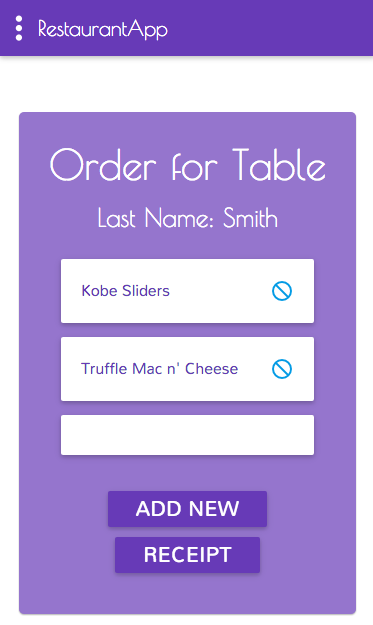 RestaurantApp
Order for Table
Last Name: Smith
Kobe Sliders
Truffle Mac n' Cheese
ADD NEW
RECEIPT